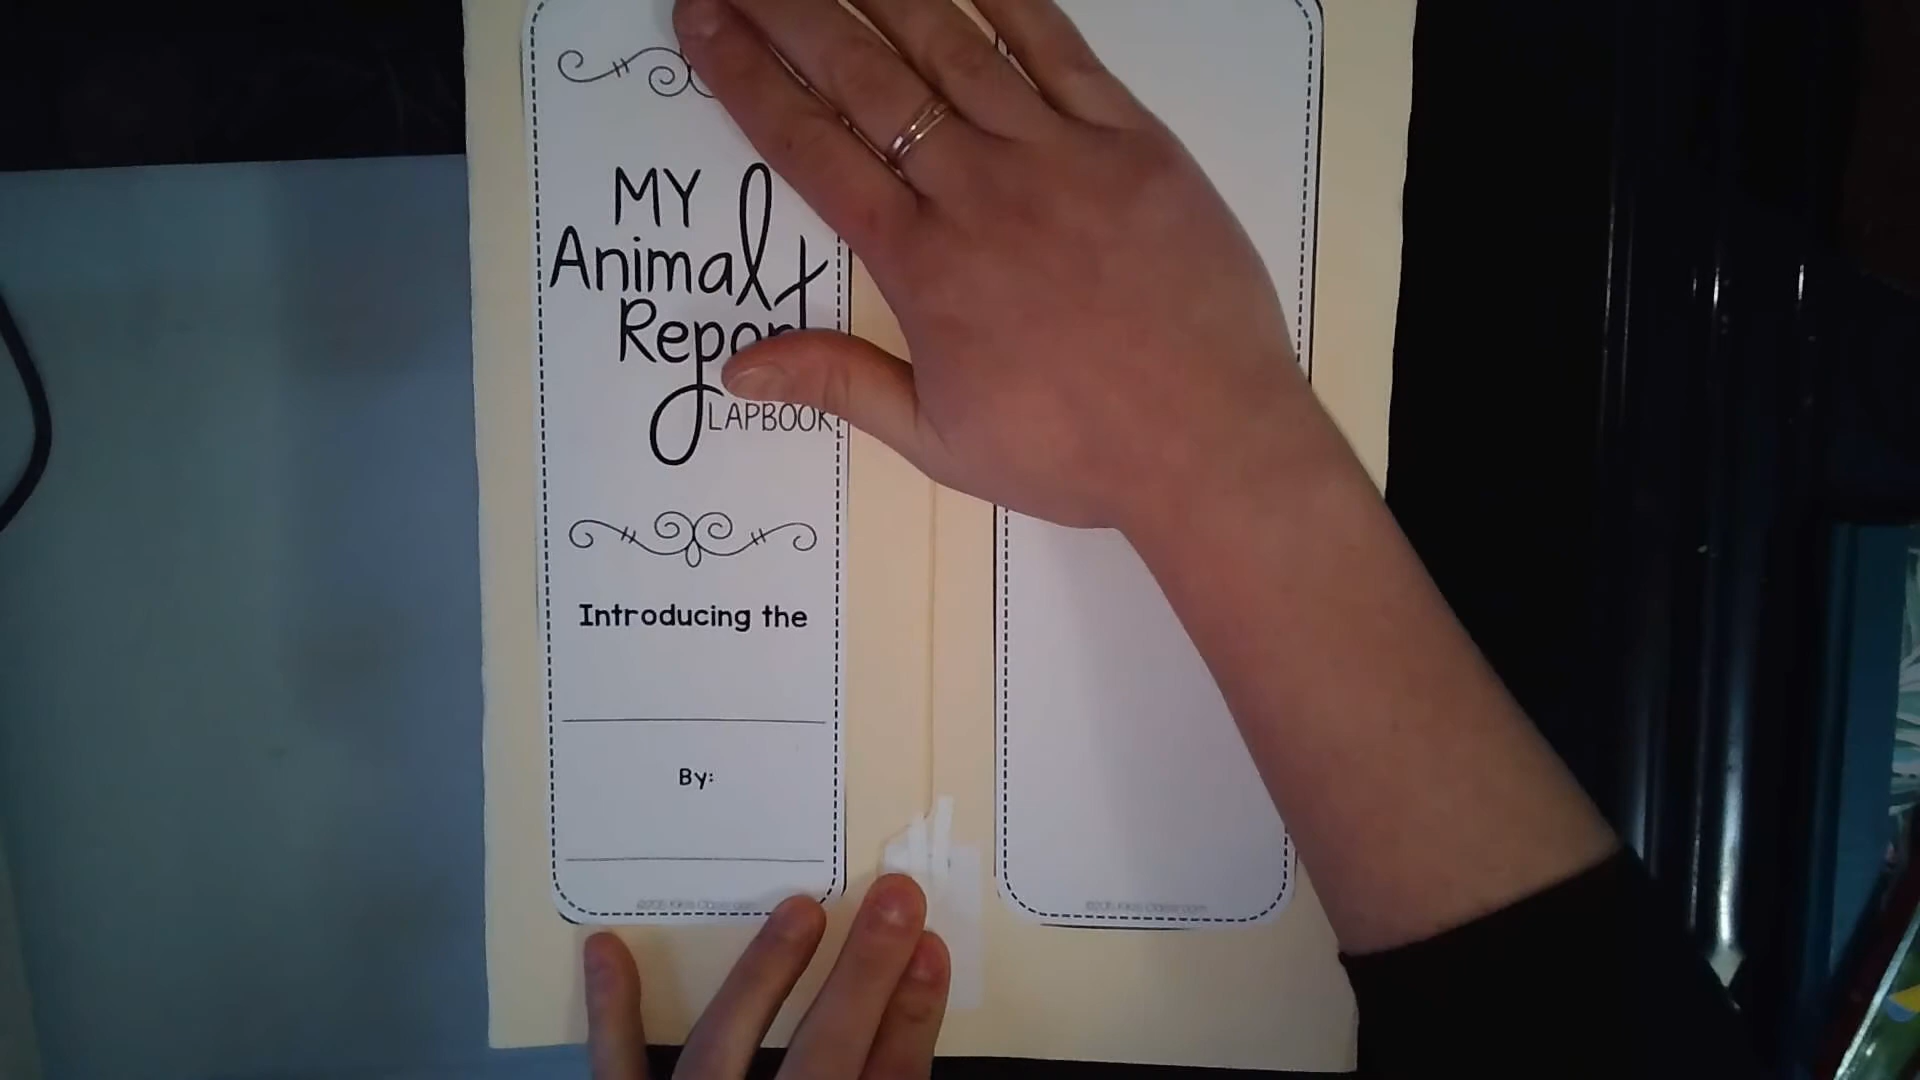 MY
Animal
Report
LAPBOOK
Introducing the
By: